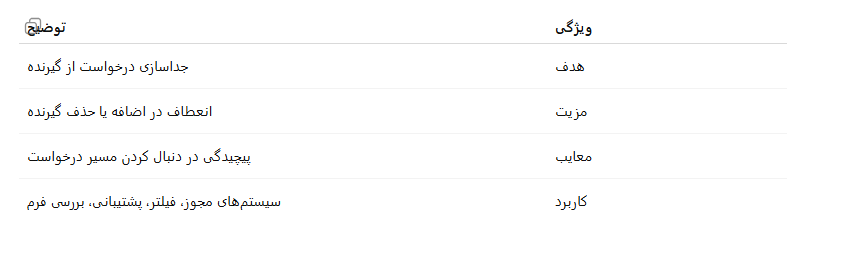 ویژگی توضیح
هدف جداسازی درخواست از گیرنده
مزیت انعطاف در اضافه یا حذف گیرنده
معایب پیچیدگی در دنبال کردن مسیر درخواست
کاربرد سیستم‌های مجوز، فیلتر، پشتیبانی، بررسی فرم